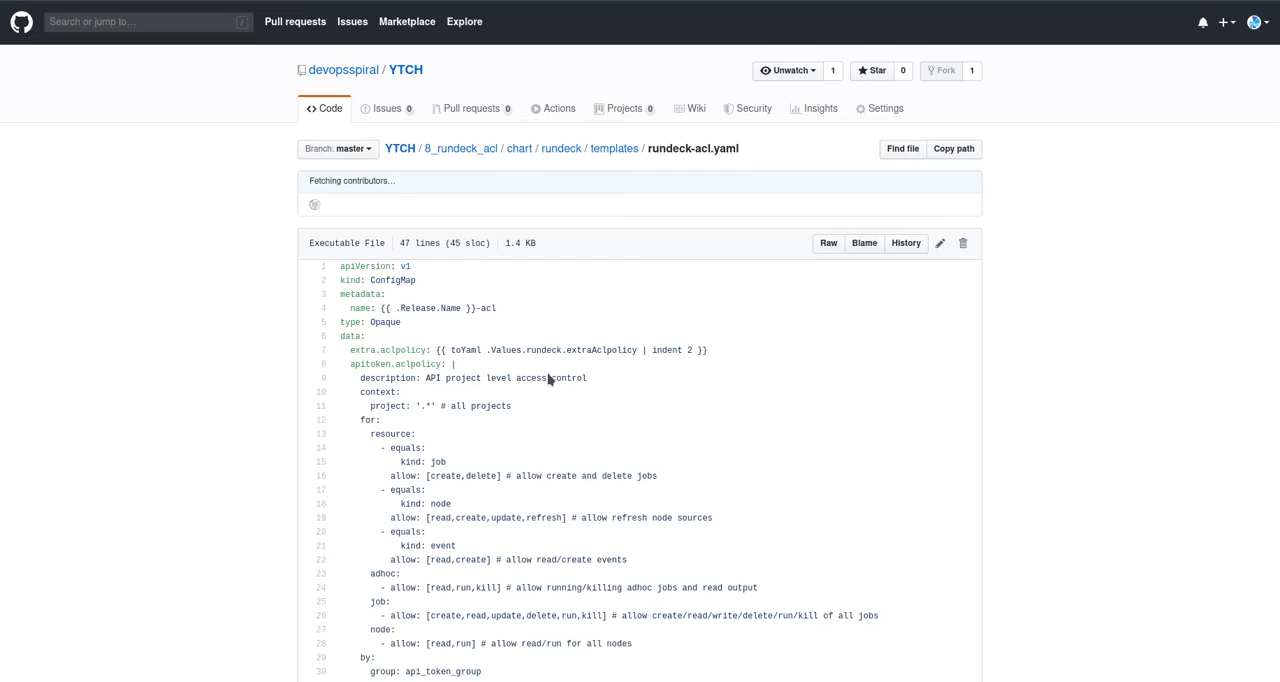 Search or jump to… / Pull requests Issues Marketplace Explore
devopsspiral / YTCH Unwatch 1 Star 0 Fork 1
Code Issues 0 Pull requests 0 Actions Projects 0 Wiki Security Insights Settings
Branch: master YTCH / 8_rundeck_acl / chart / rundeck / templates / rundeck-acl.yaml Find file Copy path
Fetching contributors…
Executable File 47 lines (45 sloc) 1.4 KB Raw Blame History
1 apiVersion: v1
2 kind: ConfigMap
3 metadata:
4 name: {{ .Release.Name }}-acl
5 type: Opaque
6 data:
7 extra.aclpolicy: {{ toYaml .Values.rundeck.extraAclpolicy | indent 2 }}
8 apitoken.aclpolicy: |
9 description: API project level access control
10 context:
11 project: '.*' # all projects
12 for:
13 resource:
14 - equals:
15 kind: job
16 allow: [create,delete] # allow create and delete jobs
17 - equals:
18 kind: node
19 allow: [read,create,update,refresh] # allow refresh node sources
20 - equals:
21 kind: event
22 allow: [read,create] # allow read/create events
23 adhoc:
24 - allow: [read,run,kill] # allow running/killing adhoc jobs and read output
25 job:
26 - allow: [create,read,update,delete,run,kill] # allow create/read/write/delete/run/kill of all jobs
27 node:
28 - allow: [read,run] # allow read/run for all nodes
29 by:
30 group: api_token_group